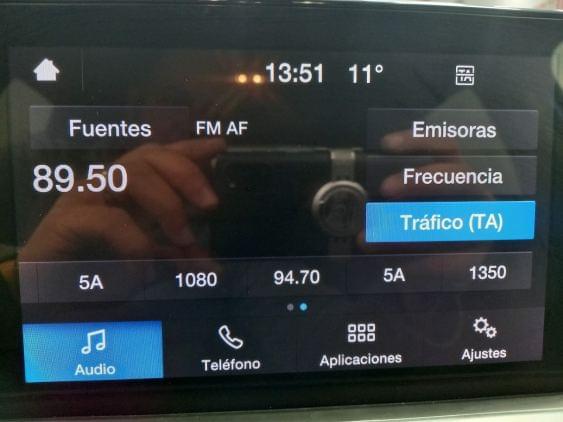 13:51 11°
Fuentes FM AF Emisoras
89.50 Frecuencia
Tráfico (TA)
5A 1080 94.70 5A 1350
Audio Teléfono Aplicaciones Ajustes